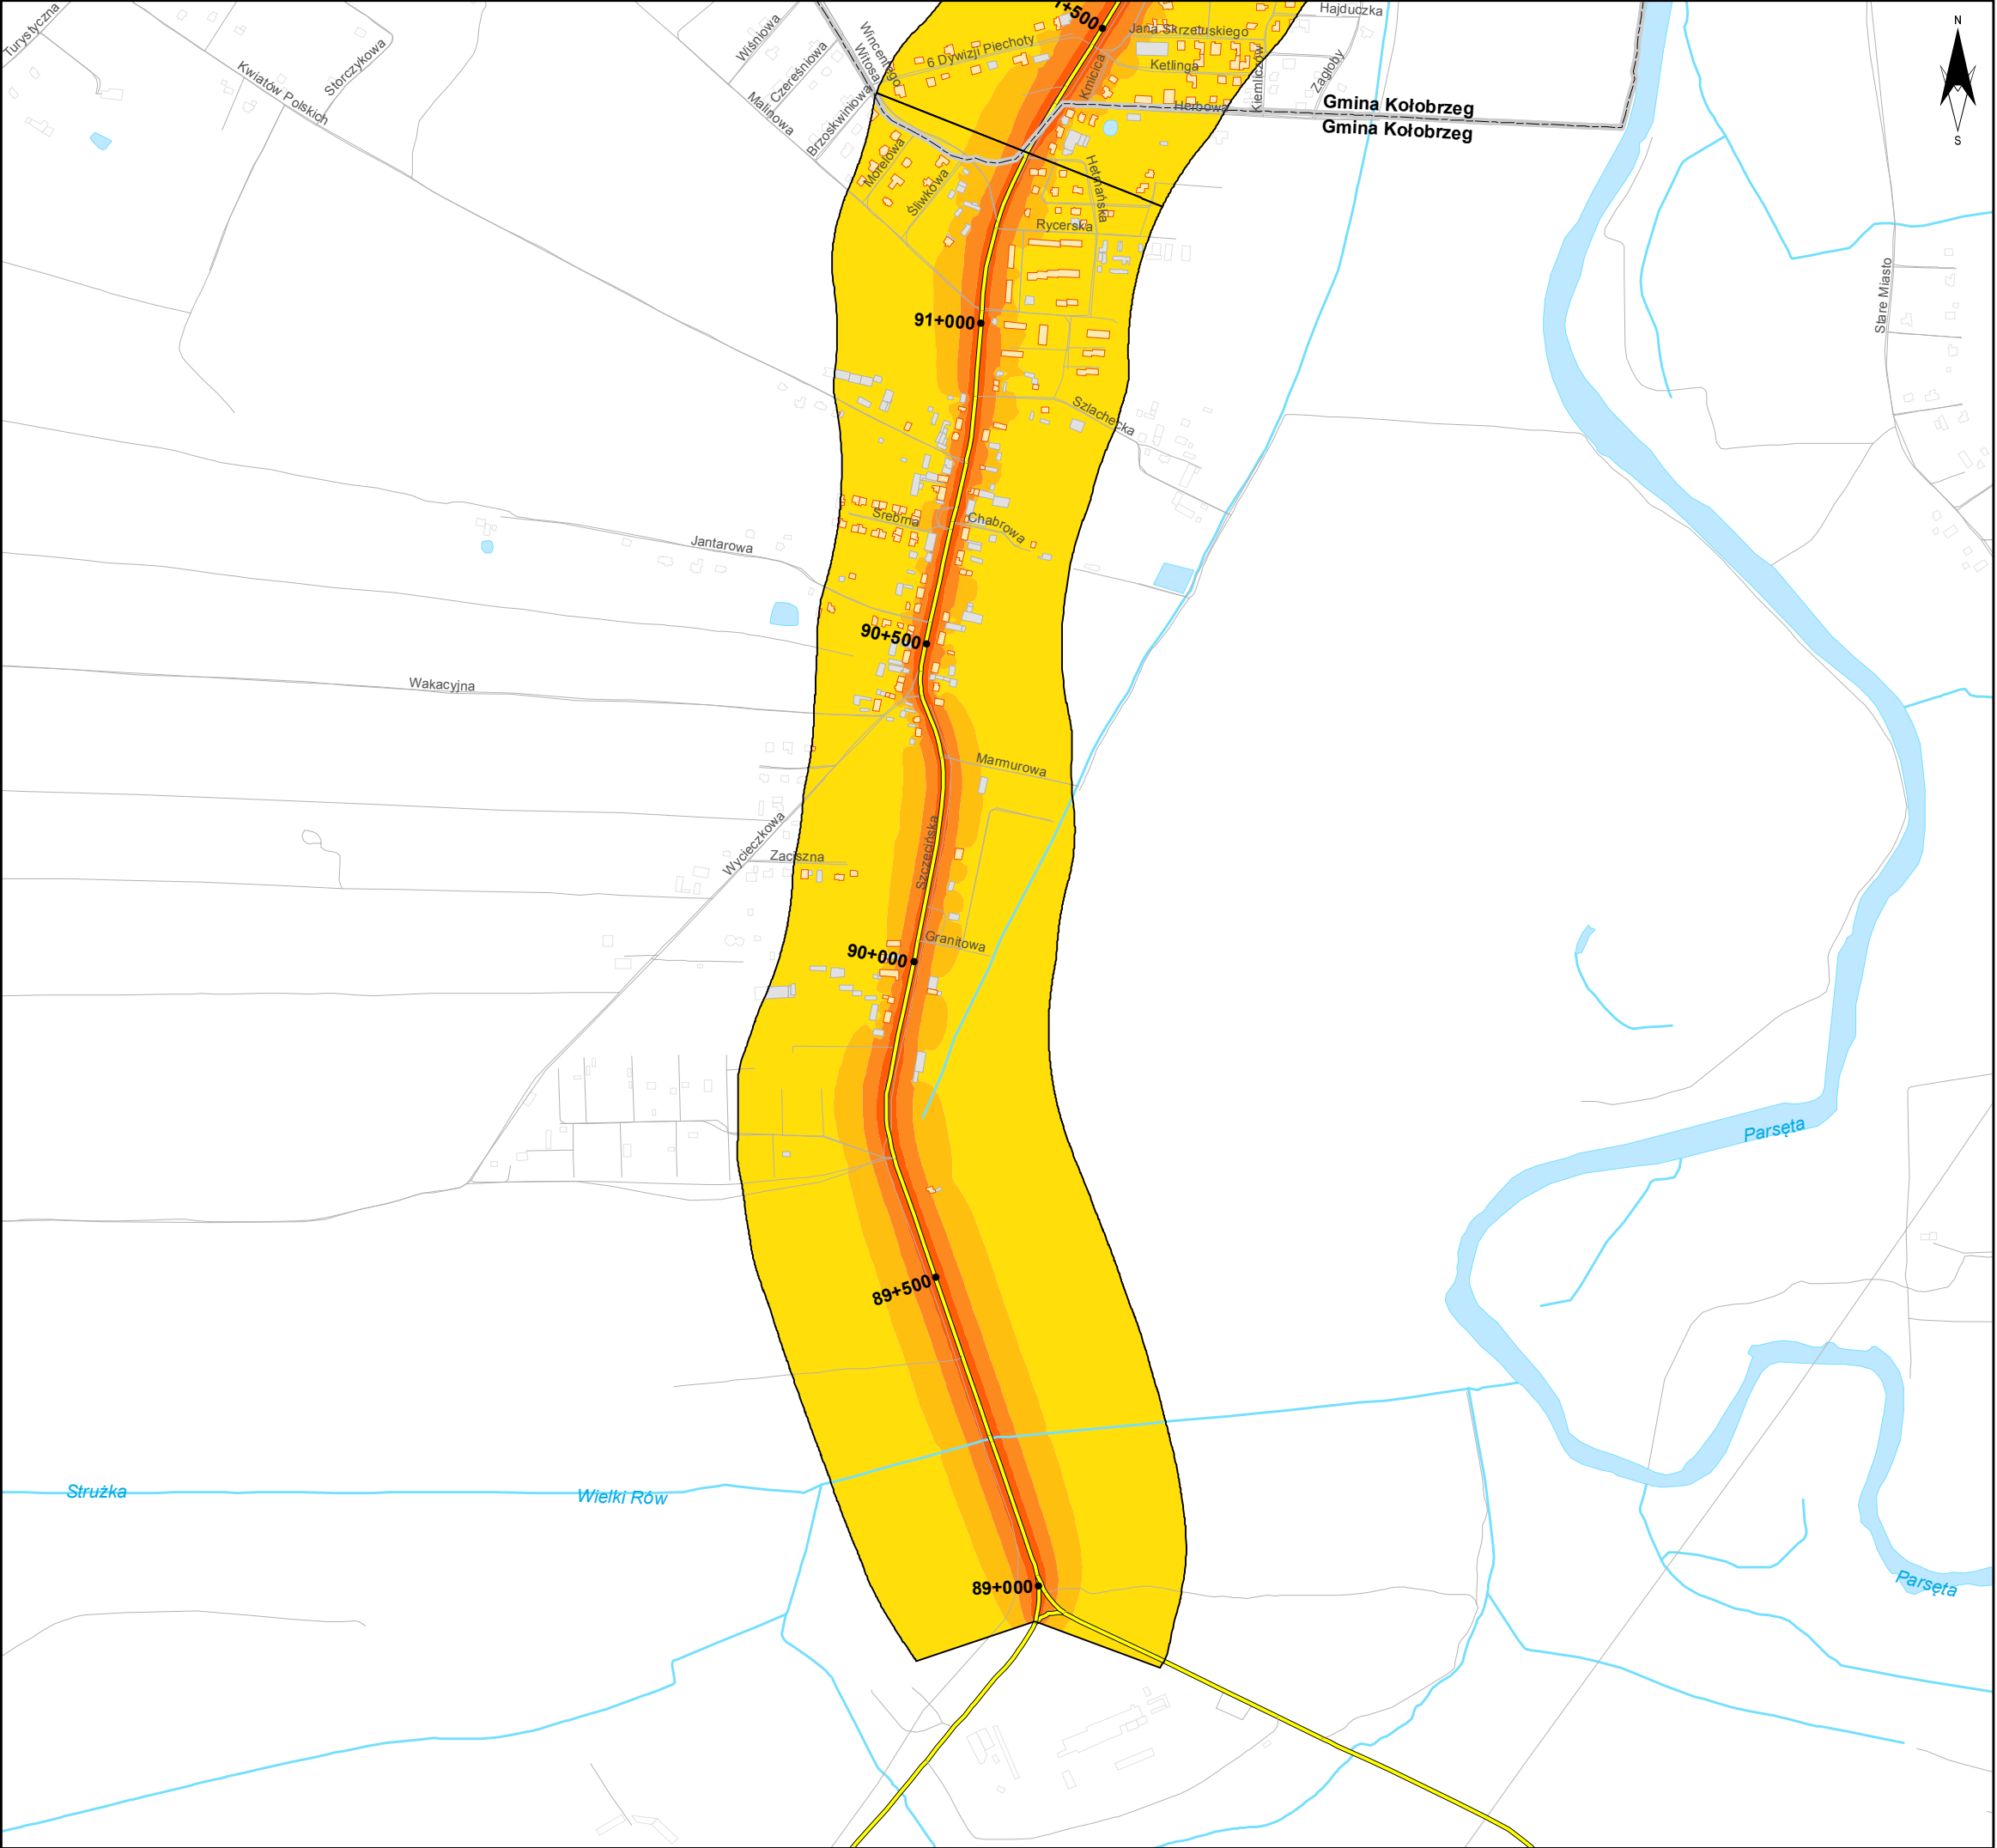 Turystyczna
Kwiatów Polskich
Storczykowa
Wiśniowa
Czereśniowa
Malinowa
Brzoskwiniowa
Wincentego
Witosa
6 Dywizji Piechoty
Kmicica
Jana Skrzetuskiego
Ketlinga
Herbowa
Kiemliczów
Zagłoby
Hajduczka
Gmina Kołobrzeg
Gmina Kołobrzeg
N
S
Morelowa
Śliwkowa
Hetmańska
Rycerska
Stare Miasto
91+000
Szlachecka
Srebrna
Chabrowa
Jantarowa
90+500
Wakacyjna
Marmurowa
Szczecińska
Wycieczkowa
Zaciszna
Granitowa
90+000
Parsęta
89+500
Strużka
Wielki Rów
89+000
Parsęta